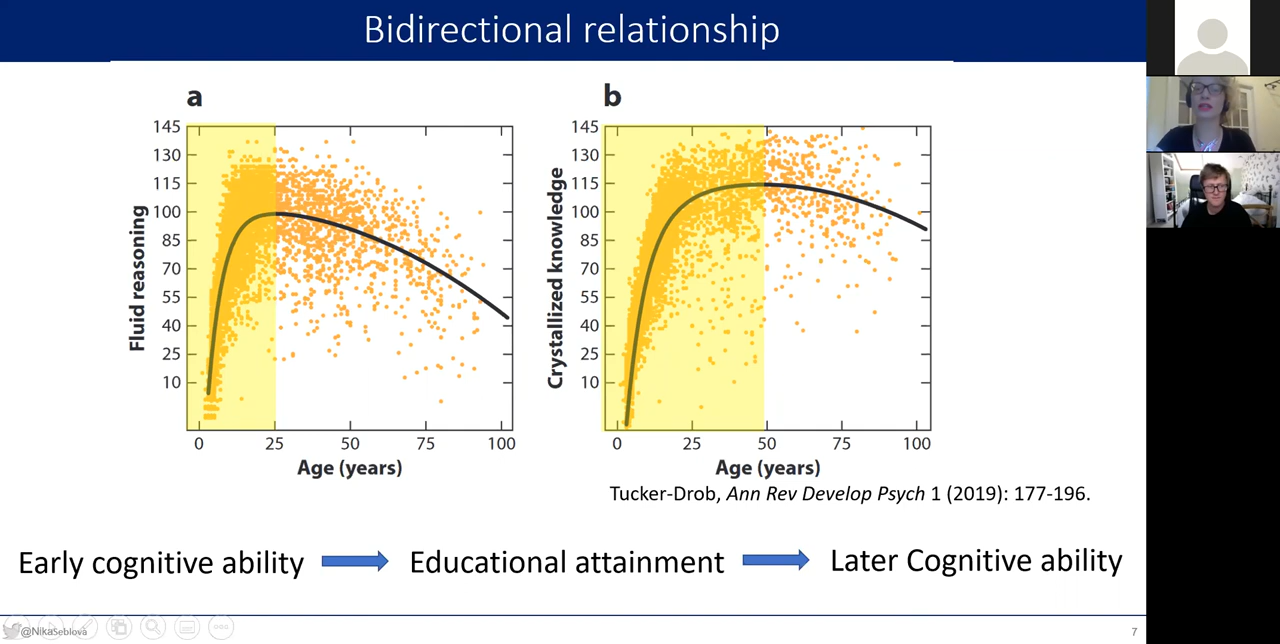 Bidirectional relationship
a
145
130
115
100
85
70
55
40
25
10
Fluid reasoning
0 25 50 75 100
Age (years)
b
145
130
115
100
85
70
55
40
25
10
Crystallized knowledge
0 25 50 75 100
Age (years)
Tucker-Drob, Ann Rev Develop Psych 1 (2019): 177-196.
Early cognitive ability Educational attainment Later Cognitive ability
@NikaSeblova
7